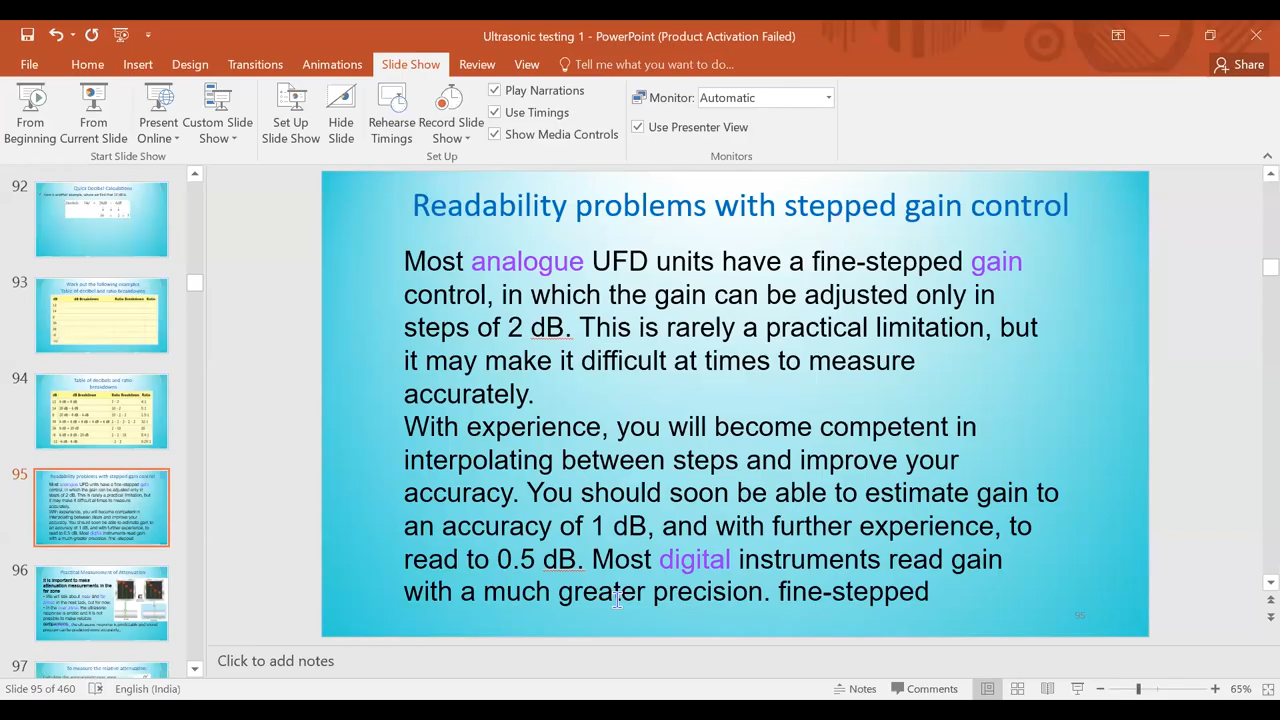 Ultrasonic testing 1 - PowerPoint (Product Activation Failed)
File Home Insert Design Transitions Animations Slide Show Review View Tell me what you want to do... Share
From Beginning
From Current Slide
Present Online
Custom Slide Show
Start Slide Show
Set Up Slide Show
Hide Slide
Rehearse Timings
Record Slide Show
Play Narrations
Use Timings
Show Media Controls
Set Up
Monitor: Automatic
Use Presenter View
Monitors
92
93
94
95
96
97
Readability problems with stepped gain control
Most analogue UFD units have a fine-stepped gain
control, in which the gain can be adjusted only in
steps of 2 dB. This is rarely a practical limitation, but
it may make it difficult at times to measure
accurately.
With experience, you will become competent in
interpolating between steps and improve your
accuracy. You should soon be able to estimate gain to
an accuracy of 1 dB, and with further experience, to
read to 0.5 dB. Most digital instruments read gain
with a much greater precision. fine-stepped
95
Click to add notes
Slide 95 of 460 English (India) Notes Comments 65%